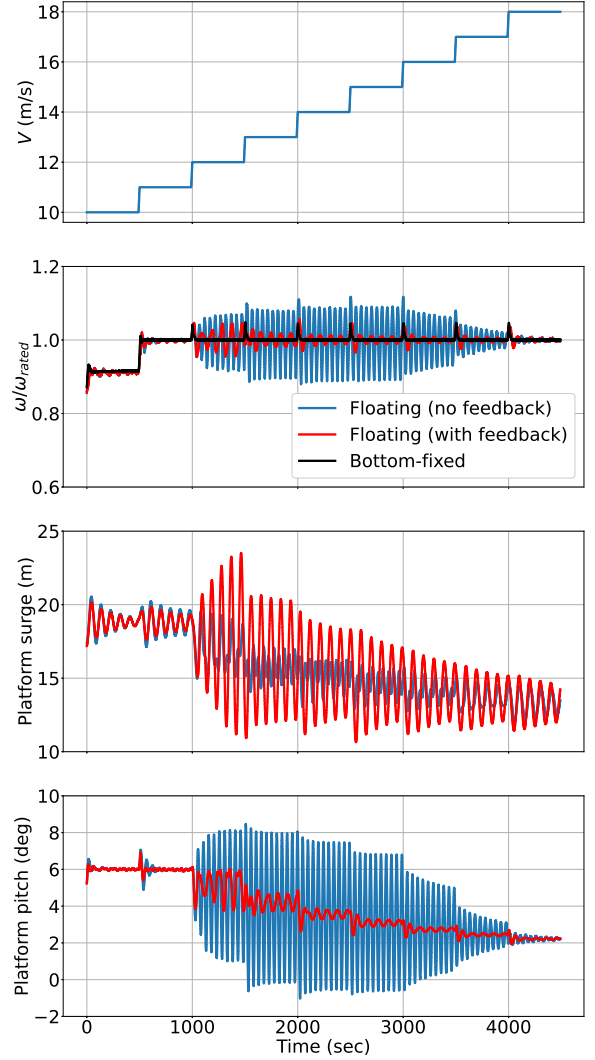 18
16
14
12
10
V (m/s)
1.2
1.0
0.8
0.6
ω/ω_rated
Floating (no feedback)
Floating (with feedback)
Bottom-fixed
25
20
15
10
Platform surge (m)
10
8
6
4
2
0
−2
Platform pitch (deg)
0 1000 2000 3000 4000
Time (sec)